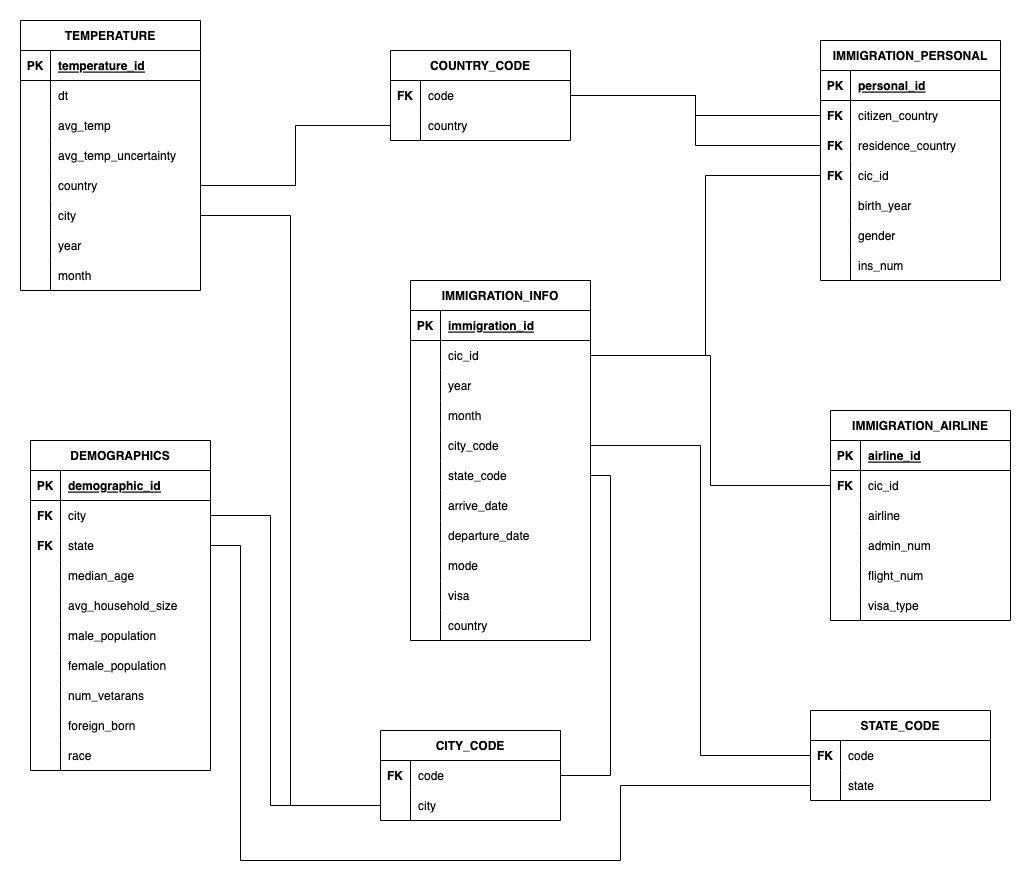 TEMPERATURE
PK temperature_id
dt
avg_temp
avg_temp_uncertainty
country
city
year
month
COUNTRY_CODE
FK code
country
IMMIGRATION_PERSONAL
PK personal_id
FK citizen_country
FK residence_country
FK cic_id
birth_year
gender
ins_num
IMMIGRATION_INFO
PK immigration_id
cic_id
year
month
city_code
state_code
arrive_date
departure_date
mode
visa
country
IMMIGRATION_AIRLINE
PK airline_id
FK cic_id
airline
admin_num
flight_num
visa_type
DEMOGRAPHICS
PK demographic_id
FK city
FK state
median_age
avg_household_size
male_population
female_population
num_vetarans
foreign_born
race
CITY_CODE
FK code
city
STATE_CODE
FK code
state